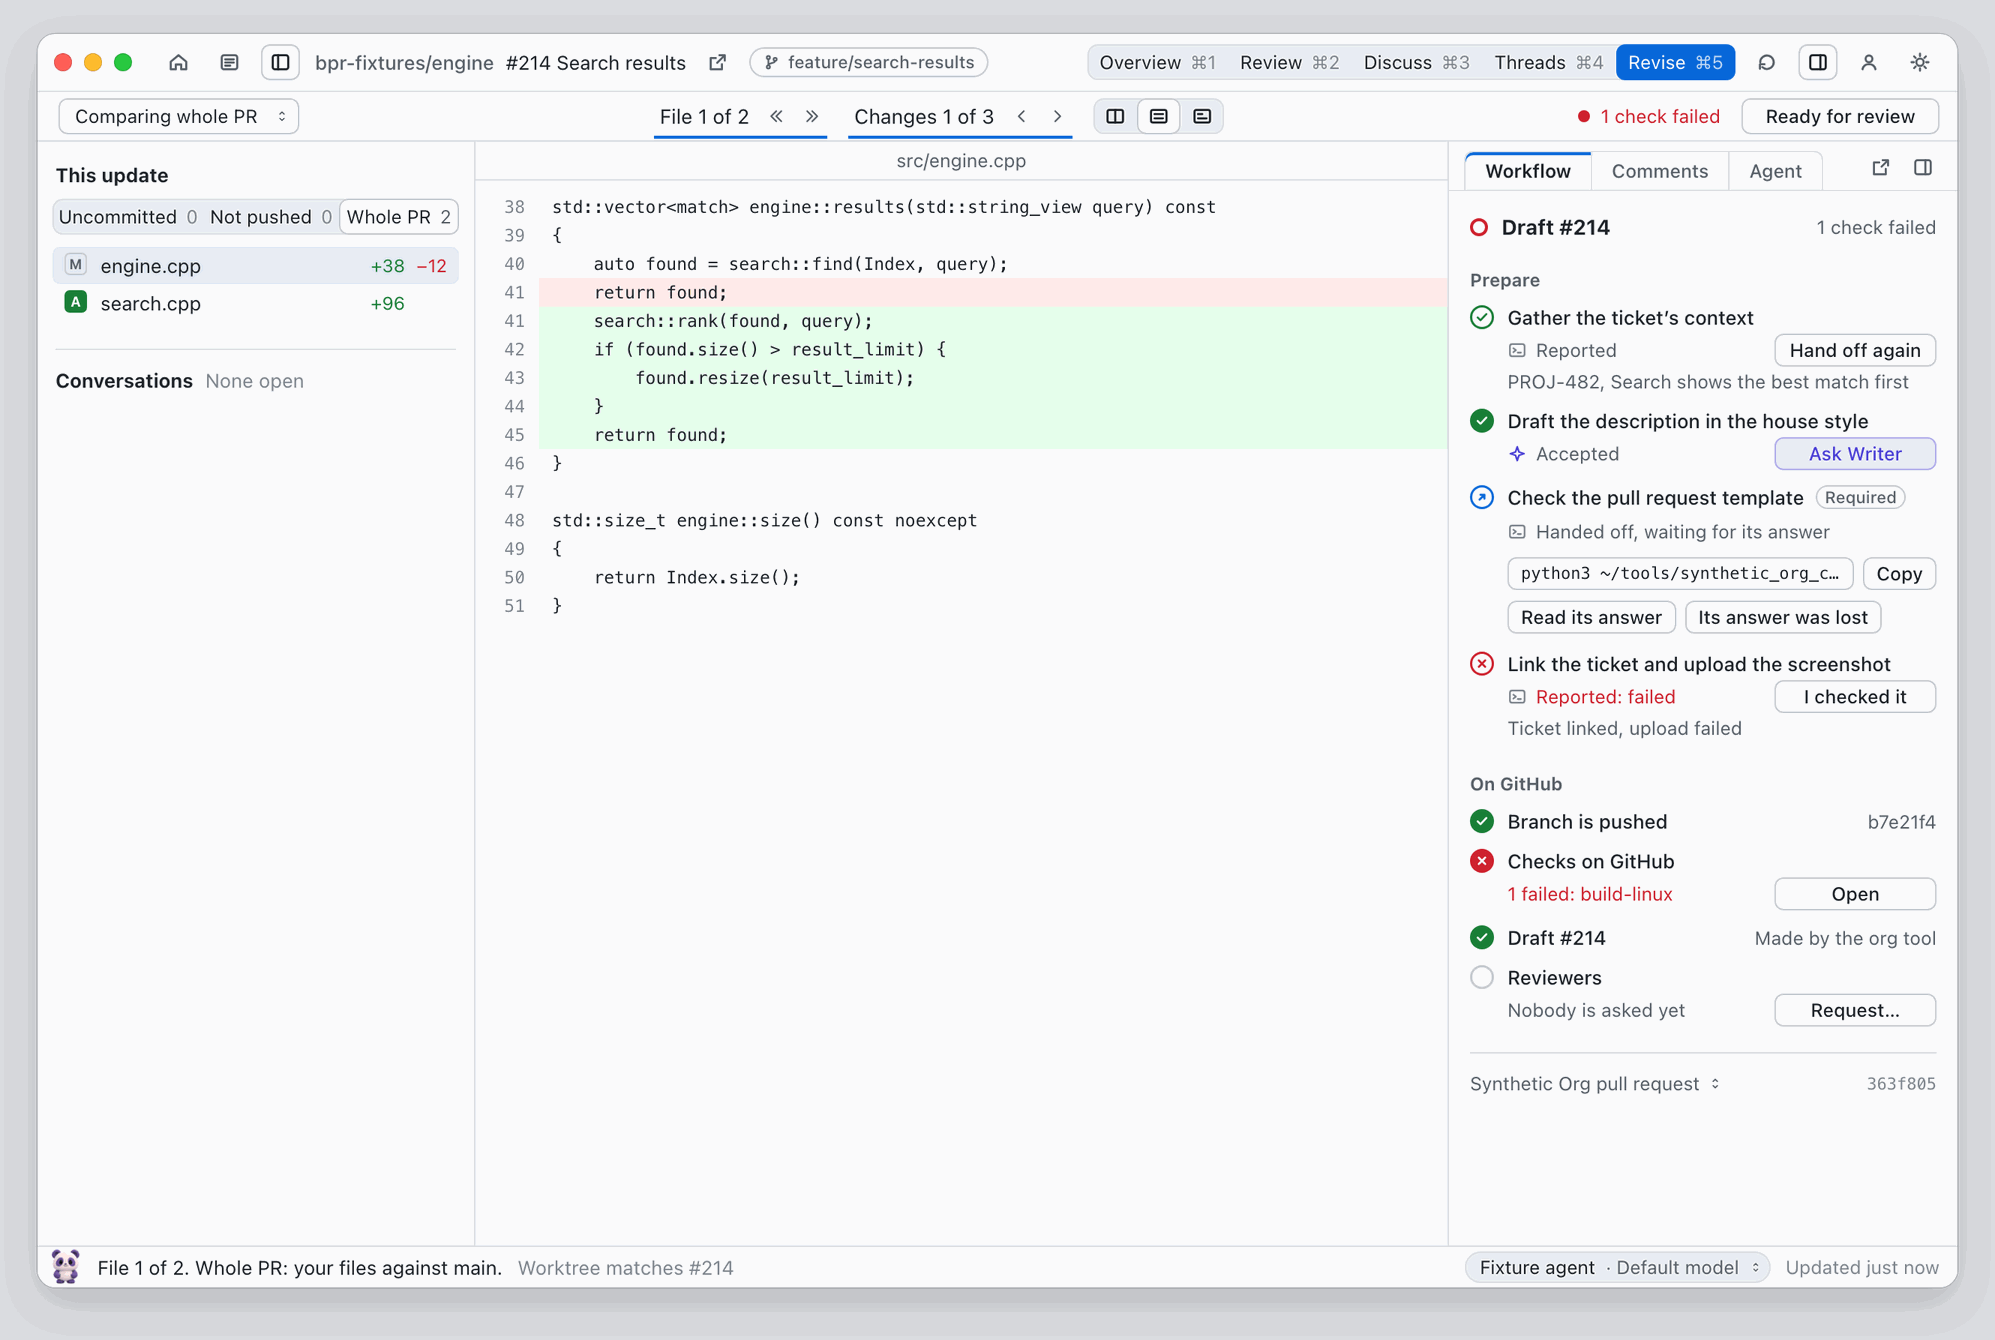 bpr-fixtures/engine #214 Search results feature/search-results Overview ⌘1 Review ⌘2 Discuss ⌘3 Threads ⌘4 Revise ⌘5
Comparing whole PR File 1 of 2 Changes 1 of 3 1 check failed Ready for review
This update
Uncommitted 0 Not pushed 0 Whole PR 2
M engine.cpp +38 −12
A search.cpp +96
Conversations None open
src/engine.cpp
38 std::vector<match> engine::results(std::string_view query) const
39 {
40     auto found = search::find(Index, query);
41     return found;
41     search::rank(found, query);
42     if (found.size() > result_limit) {
43         found.resize(result_limit);
44     }
45     return found;
46 }
47
48 std::size_t engine::size() const noexcept
49 {
50     return Index.size();
51 }
Workflow Comments Agent
Draft #214 1 check failed
Prepare
Gather the ticket’s context
Reported Hand off again
PROJ-482, Search shows the best match first
Draft the description in the house style
Accepted Ask Writer
Check the pull request template Required
Handed off, waiting for its answer
python3 ~/tools/synthetic_org_c… Copy
Read its answer Its answer was lost
Link the ticket and upload the screenshot
Reported: failed I checked it
Ticket linked, upload failed
On GitHub
Branch is pushed b7e21f4
Checks on GitHub
1 failed: build-linux Open
Draft #214 Made by the org tool
Reviewers
Nobody is asked yet Request…
Synthetic Org pull request 363f805
File 1 of 2. Whole PR: your files against main. Worktree matches #214 Fixture agent · Default model Updated just now